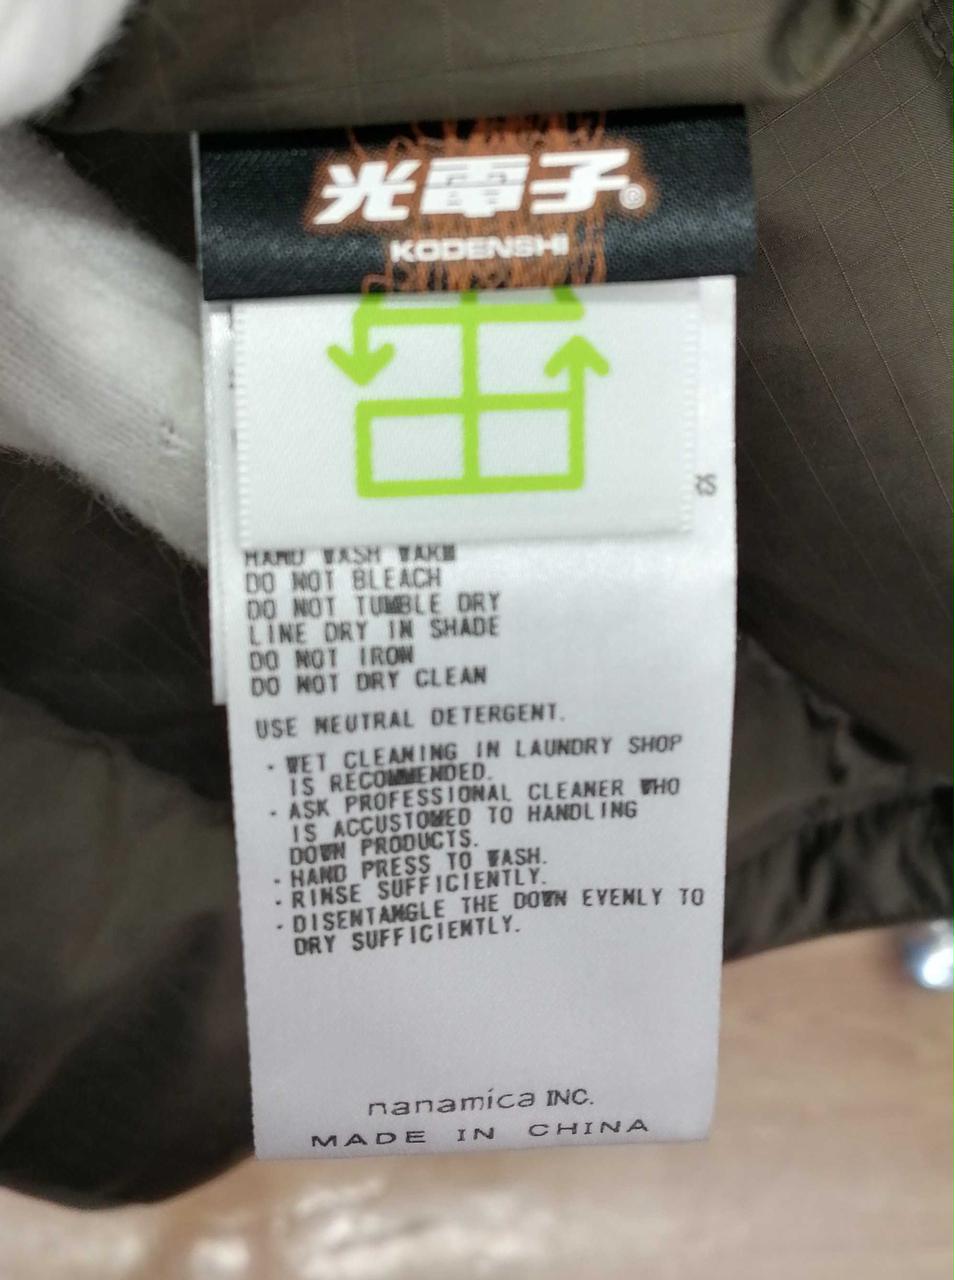 光電子®
KODENSHI
HAND WASH WARM
DO NOT BLEACH
DO NOT TUMBLE DRY
LINE DRY IN SHADE
DO NOT IRON
DO NOT DRY CLEAN
USE NEUTRAL DETERGENT.
・WET CLEANING IN LAUNDRY SHOP
IS RECOMMENDED.
・ASK PROFESSIONAL CLEANER WHO
IS ACCUSTOMED TO HANDLING
DOWN PRODUCTS.
・HAND PRESS TO WASH.
・RINSE SUFFICIENTLY.
・DISENTANGLE THE DOWN EVENLY TO
DRY SUFFICIENTLY.
nanamica INC.
MADE IN CHINA